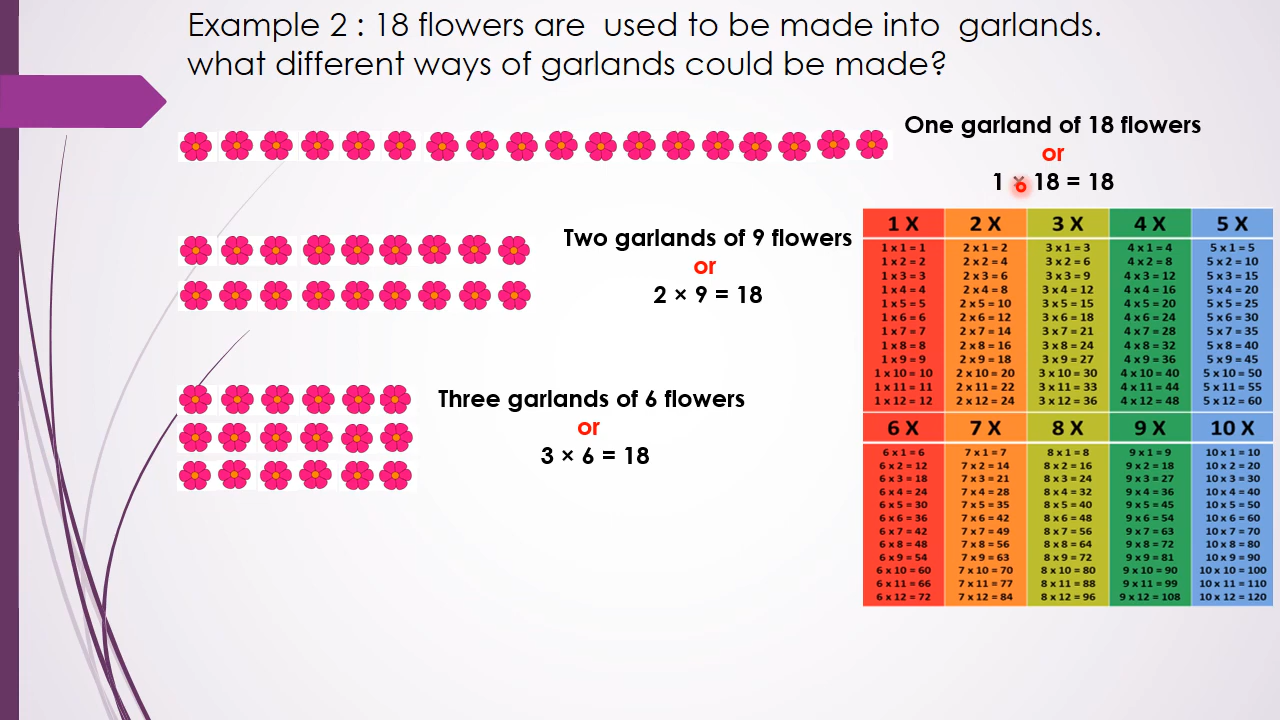 Example 2 : 18 flowers are used to be made into garlands.
what different ways of garlands could be made?
One garland of 18 flowers
or
1 18 = 18
Two garlands of 9 flowers
or
2 × 9 = 18
Three garlands of 6 flowers
or
3 × 6 = 18
1 X 2 X 3 X 4 X 5 X
1 x 1 = 1 2 x 1 = 2 3 x 1 = 3 4 x 1 = 4 5 x 1 = 5
1 x 2 = 2 2 x 2 = 4 3 x 2 = 6 4 x 2 = 8 5 x 2 = 10
1 x 3 = 3 2 x 3 = 6 3 x 3 = 9 4 x 3 = 12 5 x 3 = 15
1 x 4 = 4 2 x 4 = 8 3 x 4 = 12 4 x 4 = 16 5 x 4 = 20
1 x 5 = 5 2 x 5 = 10 3 x 5 = 15 4 x 5 = 20 5 x 5 = 25
1 x 6 = 6 2 x 6 = 12 3 x 6 = 18 4 x 6 = 24 5 x 6 = 30
1 x 7 = 7 2 x 7 = 14 3 x 7 = 21 4 x 7 = 28 5 x 7 = 35
1 x 8 = 8 2 x 8 = 16 3 x 8 = 24 4 x 8 = 32 5 x 8 = 40
1 x 9 = 9 2 x 9 = 18 3 x 9 = 27 4 x 9 = 36 5 x 9 = 45
1 x 10 = 10 2 x 10 = 20 3 x 10 = 30 4 x 10 = 40 5 x 10 = 50
1 x 11 = 11 2 x 11 = 22 3 x 11 = 33 4 x 11 = 44 5 x 11 = 55
1 x 12 = 12 2 x 12 = 24 3 x 12 = 36 4 x 12 = 48 5 x 12 = 60
6 X 7 X 8 X 9 X 10 X
6 x 1 = 6 7 x 1 = 7 8 x 1 = 8 9 x 1 = 9 10 x 1 = 10
6 x 2 = 12 7 x 2 = 14 8 x 2 = 16 9 x 2 = 18 10 x 2 = 20
6 x 3 = 18 7 x 3 = 21 8 x 3 = 24 9 x 3 = 27 10 x 3 = 30
6 x 4 = 24 7 x 4 = 28 8 x 4 = 32 9 x 4 = 36 10 x 4 = 40
6 x 5 = 30 7 x 5 = 35 8 x 5 = 40 9 x 5 = 45 10 x 5 = 50
6 x 6 = 36 7 x 6 = 42 8 x 6 = 48 9 x 6 = 54 10 x 6 = 60
6 x 7 = 42 7 x 7 = 49 8 x 7 = 56 9 x 7 = 63 10 x 7 = 70
6 x 8 = 48 7 x 8 = 56 8 x 8 = 64 9 x 8 = 72 10 x 8 = 80
6 x 9 = 54 7 x 9 = 63 8 x 9 = 72 9 x 9 = 81 10 x 9 = 90
6 x 10 = 60 7 x 10 = 70 8 x 10 = 80 9 x 10 = 90 10 x 10 = 100
6 x 11 = 66 7 x 11 = 77 8 x 11 = 88 9 x 11 = 99 10 x 11 = 110
6 x 12 = 72 7 x 12 = 84 8 x 12 = 96 9 x 12 = 108 10 x 12 = 120